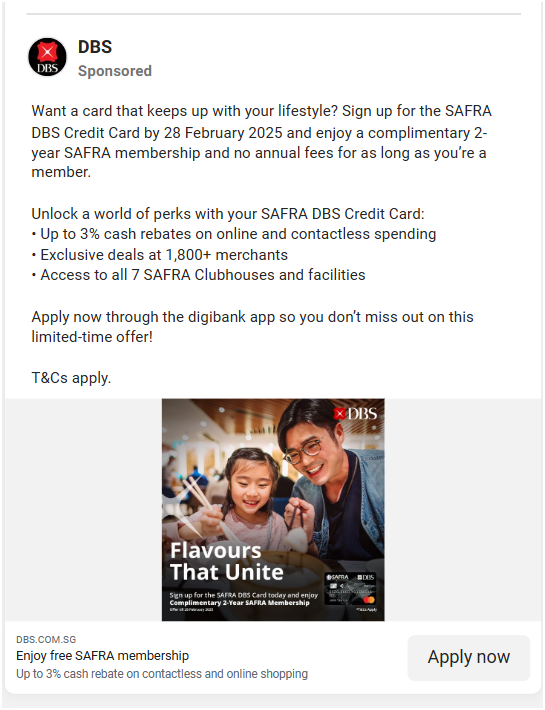 DBS
DBS
Sponsored
Want a card that keeps up with your lifestyle? Sign up for the SAFRA
DBS Credit Card by 28 February 2025 and enjoy a complimentary 2-
year SAFRA membership and no annual fees for as long as you’re a
member.
Unlock a world of perks with your SAFRA DBS Credit Card:
• Up to 3% cash rebates on online and contactless spending
• Exclusive deals at 1,800+ merchants
• Access to all 7 SAFRA Clubhouses and facilities
Apply now through the digibank app so you don’t miss out on this
limited-time offer!
T&Cs apply.
DBS
Flavours
That Unite
SAFRA DBS
Sign up for the SAFRA DBS Card today and enjoy
Complimentary 2-Year SAFRA Membership
Offer till 28 February 2025
*T&Cs Apply
DBS.COM.SG
Enjoy free SAFRA membership
Up to 3% cash rebate on contactless and online shopping
Apply now